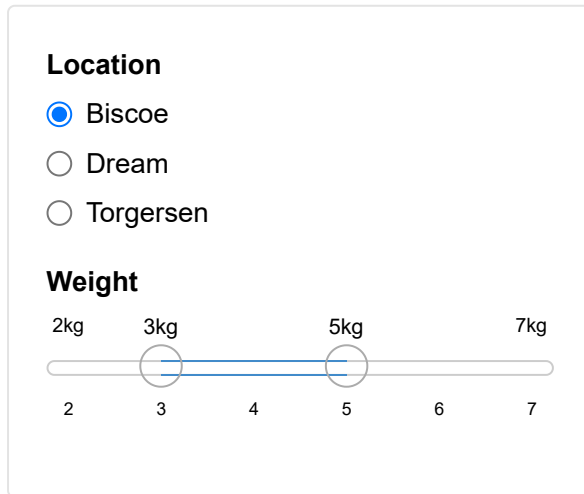 Location
Biscoe
Dream
Torgersen
Weight
2kg 3kg 5kg 7kg
2 3 4 5 6 7